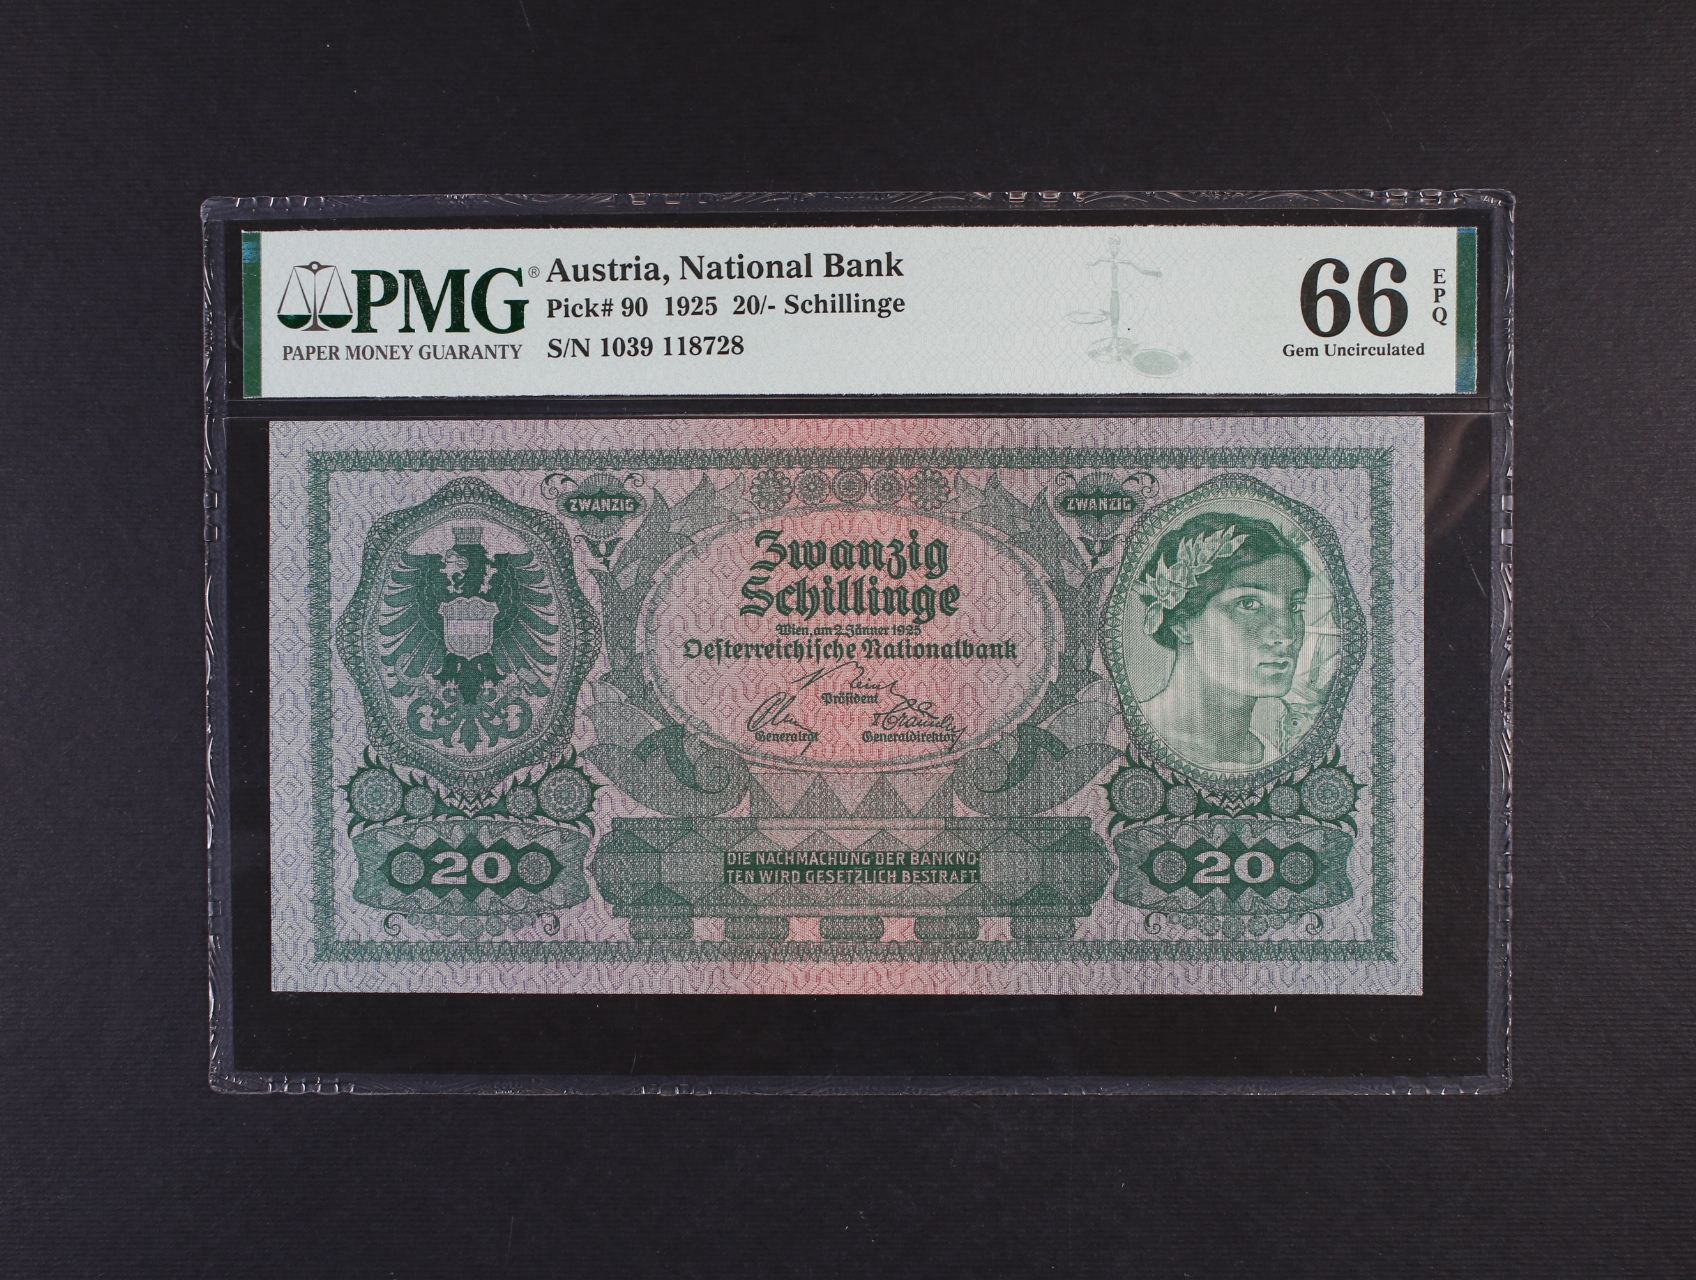 PMG®
PAPER MONEY GUARANTY
Austria, National Bank
Pick# 90 1925 20/- Schillinge
S/N 1039 118728
66
EPQ
Gem Uncirculated
ZWANZIG
ZWANZIG
Zwanzig
Schillinge
Wien, am 2. Jänner 1925
Oesterreichische Nationalbank
Präsident
Generalrat
Generaldirektor
DIE NACHMACHUNG DER BANKNO-
TEN WIRD GESETZLICH BESTRAFT.
20
20